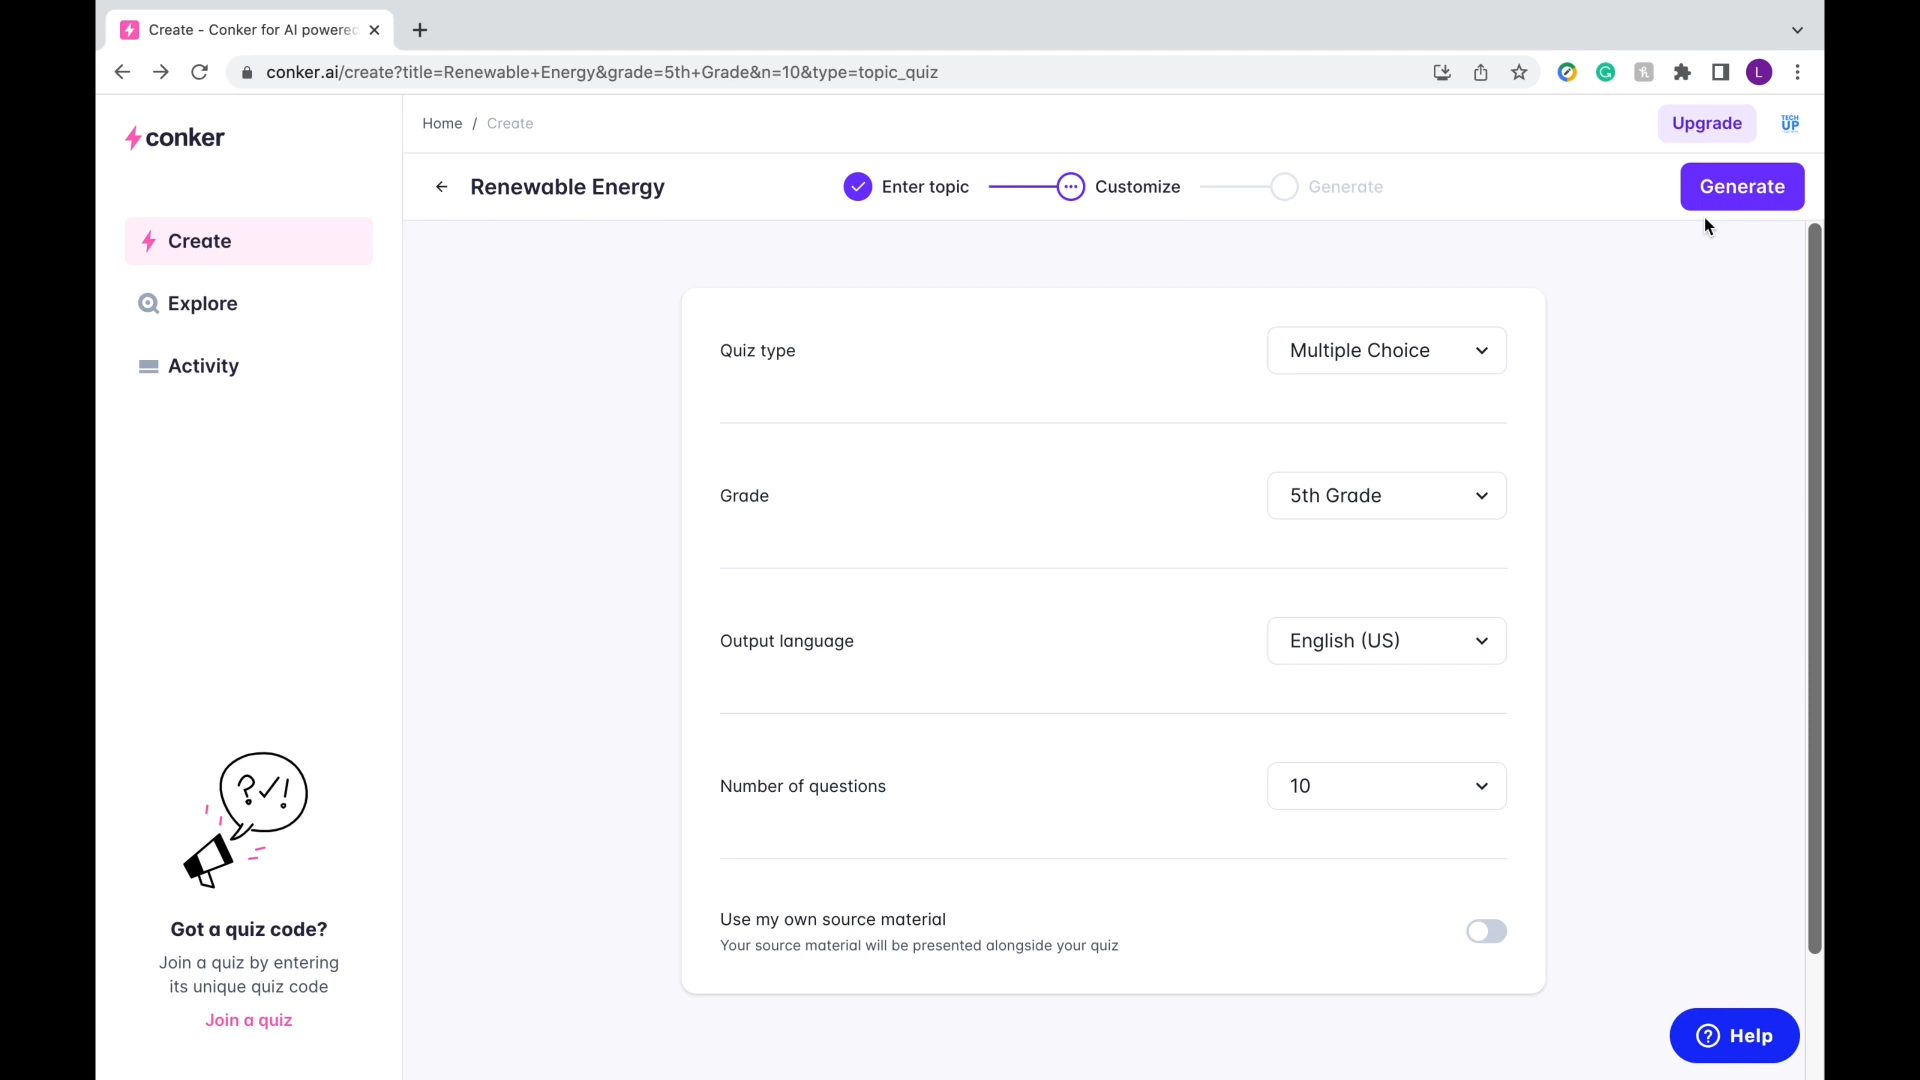 Create - Conker for AI powered
conker.ai/create?title=Renewable+Energy&grade=5th+Grade&n=10&type=topic_quiz
L
conker
Home / Create
Upgrade
TECH
UP
Renewable Energy
Enter topic
Customize
Generate
Generate
Create
Explore
Activity
Quiz type
Multiple Choice
Grade
5th Grade
Output language
English (US)
Number of questions
10
Use my own source material
Your source material will be presented alongside your quiz
?✓!
Got a quiz code?
Join a quiz by entering
its unique quiz code
Join a quiz
? Help